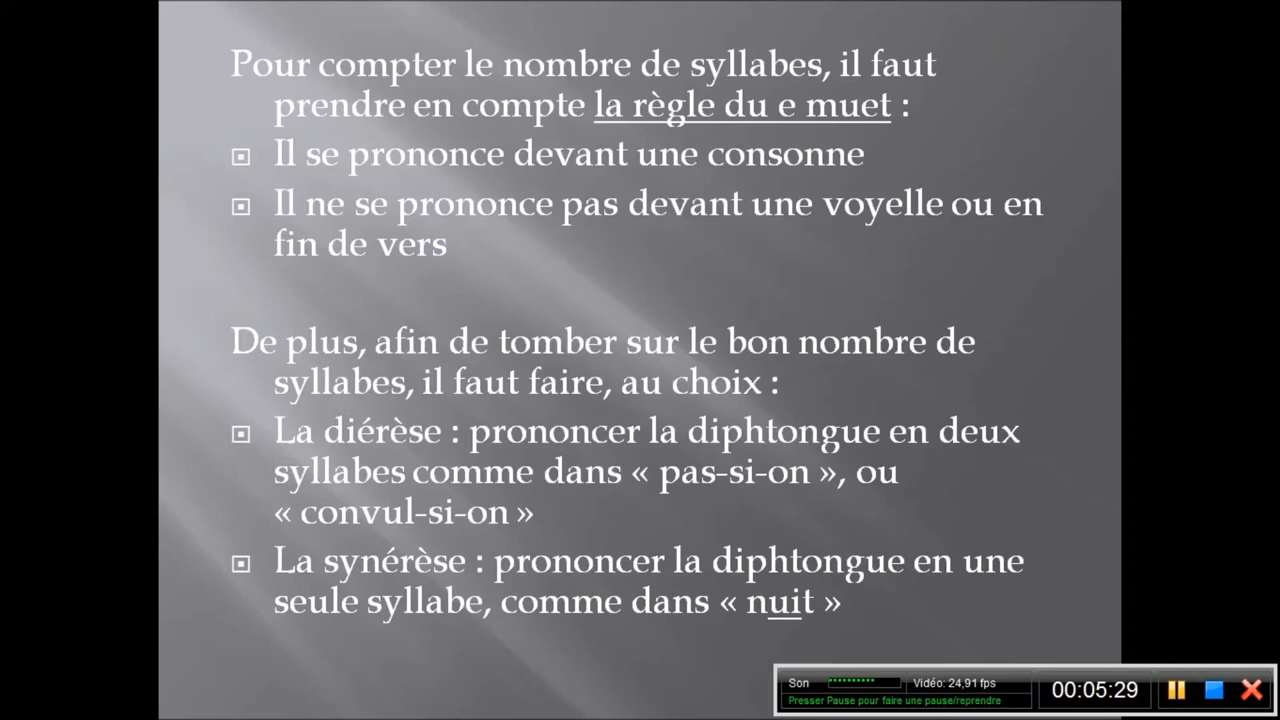 Pour compter le nombre de syllabes, il faut
prendre en compte la règle du e muet :
Il se prononce devant une consonne
Il ne se prononce pas devant une voyelle ou en
fin de vers
De plus, afin de tomber sur le bon nombre de
syllabes, il faut faire, au choix :
La diérèse : prononcer la diphtongue en deux
syllabes comme dans « pas-si-on », ou
« convul-si-on »
La synérèse : prononcer la diphtongue en une
seule syllabe, comme dans « nuit »
Son Vidéo: 24,91 fps
Presser Pause pour faire une pause/reprendre
00:05:29